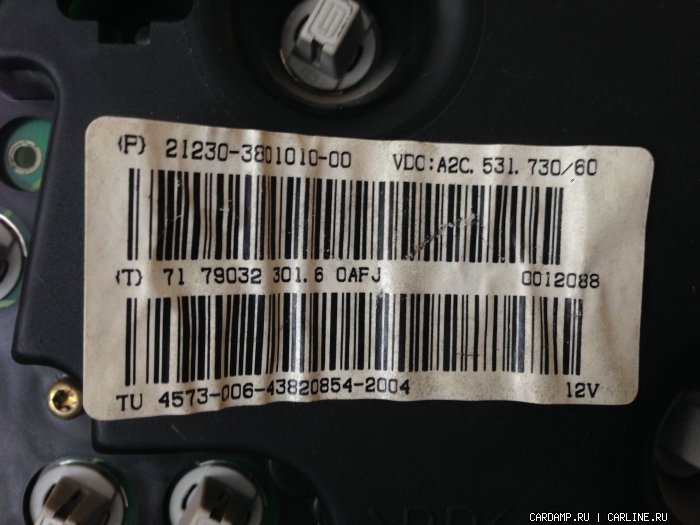 (P) 21230-3801010-00 VDO:A2C. 531. 730/60
(T) 71 79032 301.6 0AFJ 0012088
TU 4573-006-43820854-2004 12V
CARDAMP.RU | CARLINE.RU